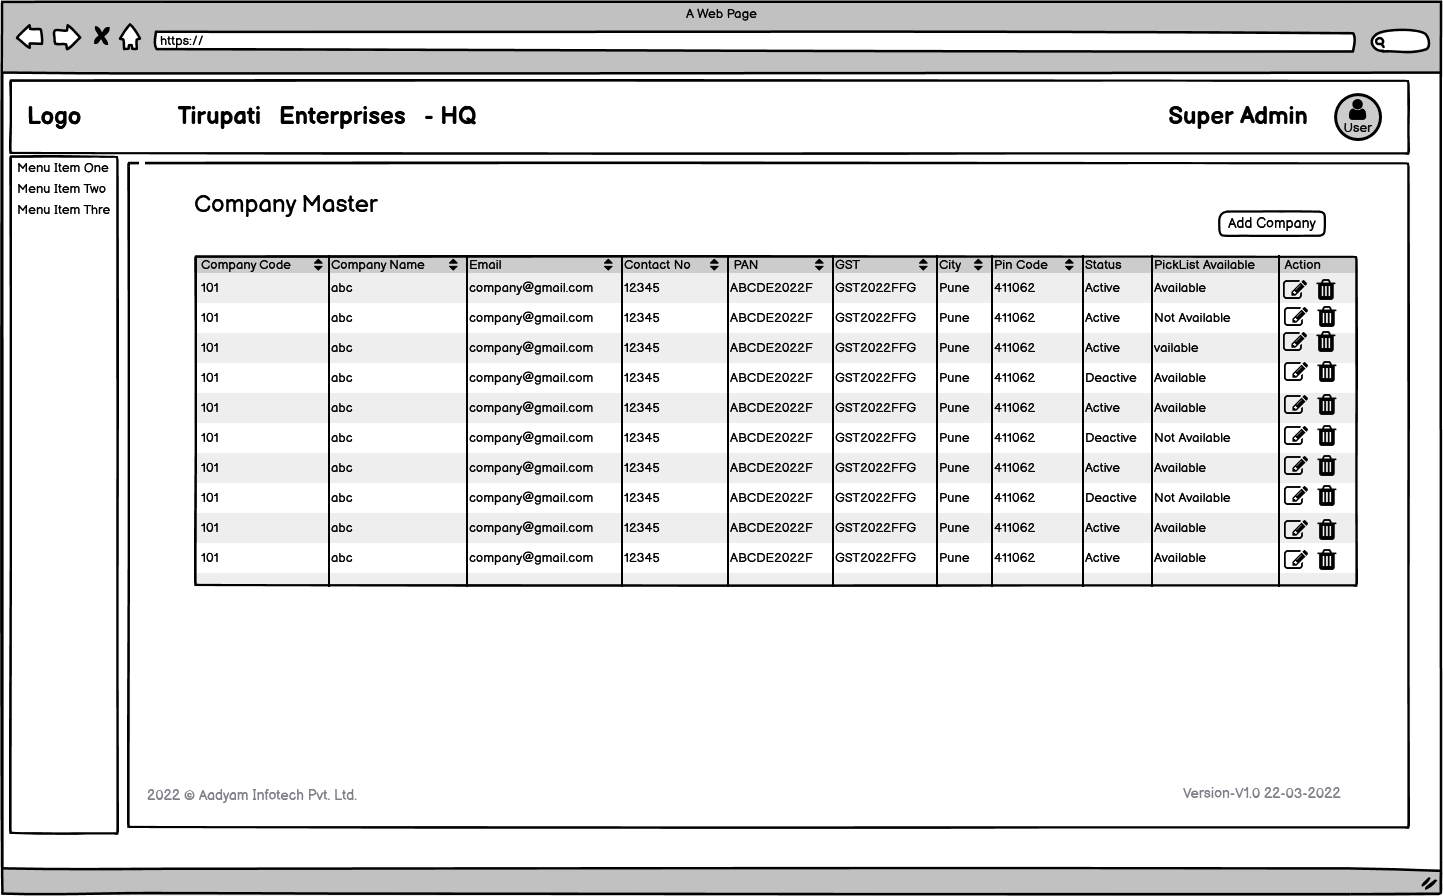 A Web Page
https://
Logo Tirupati Enterprises - HQ Super Admin User
Menu Item One
Menu Item Two
Menu Item Thre
Company Master
Add Company
Company Code Company Name Email Contact No PAN GST City Pin Code Status PickList Available Action
101 abc company@gmail.com 12345 ABCDE2022F GST2022FFG Pune 411062 Active Available
101 abc company@gmail.com 12345 ABCDE2022F GST2022FFG Pune 411062 Active Not Available
101 abc company@gmail.com 12345 ABCDE2022F GST2022FFG Pune 411062 Active vailable
101 abc company@gmail.com 12345 ABCDE2022F GST2022FFG Pune 411062 Deactive Available
101 abc company@gmail.com 12345 ABCDE2022F GST2022FFG Pune 411062 Active Available
101 abc company@gmail.com 12345 ABCDE2022F GST2022FFG Pune 411062 Deactive Not Available
101 abc company@gmail.com 12345 ABCDE2022F GST2022FFG Pune 411062 Active Available
101 abc company@gmail.com 12345 ABCDE2022F GST2022FFG Pune 411062 Deactive Not Available
101 abc company@gmail.com 12345 ABCDE2022F GST2022FFG Pune 411062 Active Available
101 abc company@gmail.com 12345 ABCDE2022F GST2022FFG Pune 411062 Active Available
2022 © Aadyam Infotech Pvt. Ltd. Version-V1.0 22-03-2022